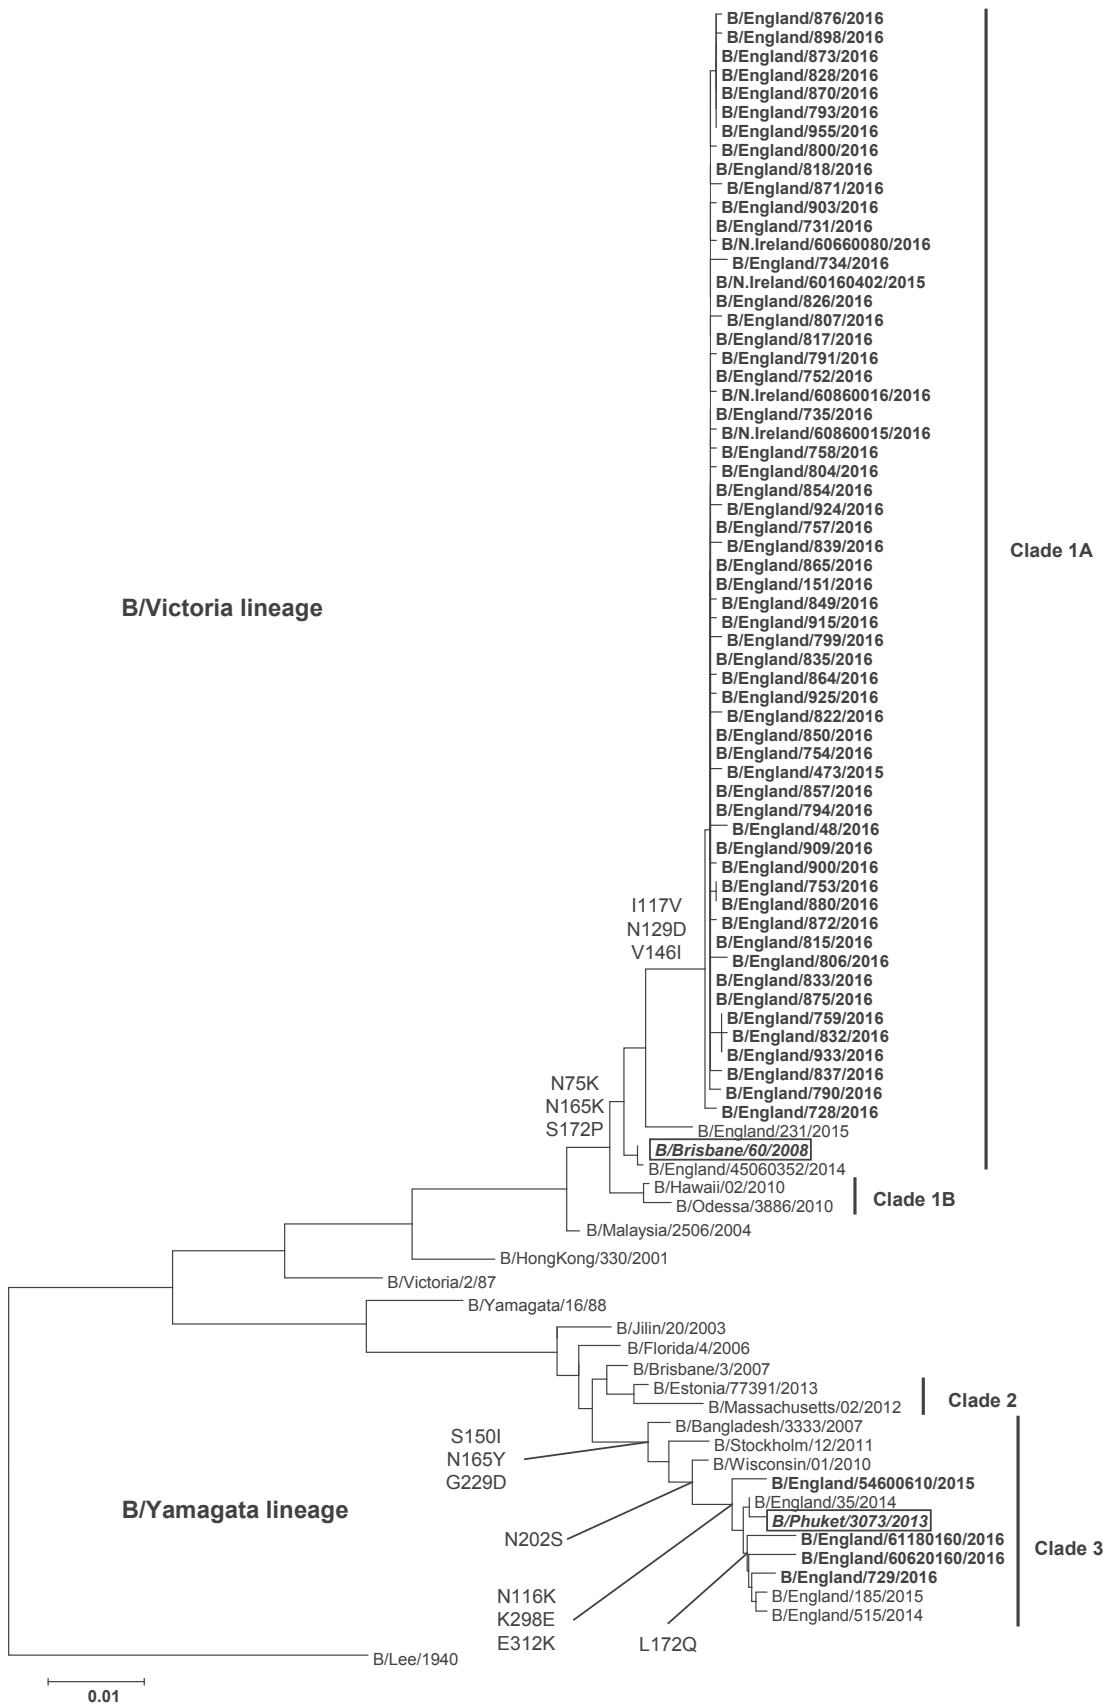 B/England/876/2016
B/England/898/2016
B/England/873/2016
B/England/828/2016
B/England/870/2016
B/England/793/2016
B/England/955/2016
B/England/800/2016
B/England/818/2016
B/England/871/2016
B/England/903/2016
B/England/731/2016
B/N.Ireland/60660080/2016
B/England/734/2016
B/N.Ireland/60160402/2015
B/England/826/2016
B/England/807/2016
B/England/817/2016
B/England/791/2016
B/England/752/2016
B/N.Ireland/60860016/2016
B/England/735/2016
B/N.Ireland/60860015/2016
B/England/758/2016
B/England/804/2016
B/England/854/2016
B/England/924/2016
B/England/757/2016
B/England/839/2016
Clade 1A
B/England/865/2016
B/England/151/2016
B/England/849/2016
B/Victoria lineage
B/England/915/2016
B/England/799/2016
B/England/835/2016
B/England/864/2016
B/England/925/2016
B/England/822/2016
B/England/850/2016
B/England/754/2016
B/England/473/2015
B/England/857/2016
B/England/794/2016
B/England/48/2016
B/England/909/2016
B/England/900/2016
B/England/753/2016
B/England/880/2016
B/England/872/2016
B/England/815/2016
B/England/806/2016
B/England/833/2016
B/England/875/2016
B/England/759/2016
B/England/832/2016
B/England/933/2016
B/England/837/2016
B/England/790/2016
B/England/728/2016
I117V
N129D
V146I
N75K
N165K
S172P
B/England/231/2015
B/Brisbane/60/2008
B/England/45060352/2014
B/Hawaii/02/2010
B/Odessa/3886/2010
Clade 1B
B/Malaysia/2506/2004
B/HongKong/330/2001
B/Victoria/2/87
B/Yamagata/16/88
B/Jilin/20/2003
B/Florida/4/2006
B/Brisbane/3/2007
B/Estonia/77391/2013
B/Massachusetts/02/2012
Clade 2
B/Bangladesh/3333/2007
B/Stockholm/12/2011
B/Wisconsin/01/2010
S150I
N165Y
G229D
B/Yamagata lineage
B/England/54600610/2015
B/England/35/2014
B/Phuket/3073/2013
B/England/61180160/2016
B/England/60620160/2016
B/England/729/2016
B/England/185/2015
B/England/515/2014
Clade 3
N202S
N116K
K298E
E312K
L172Q
B/Lee/1940
0.01